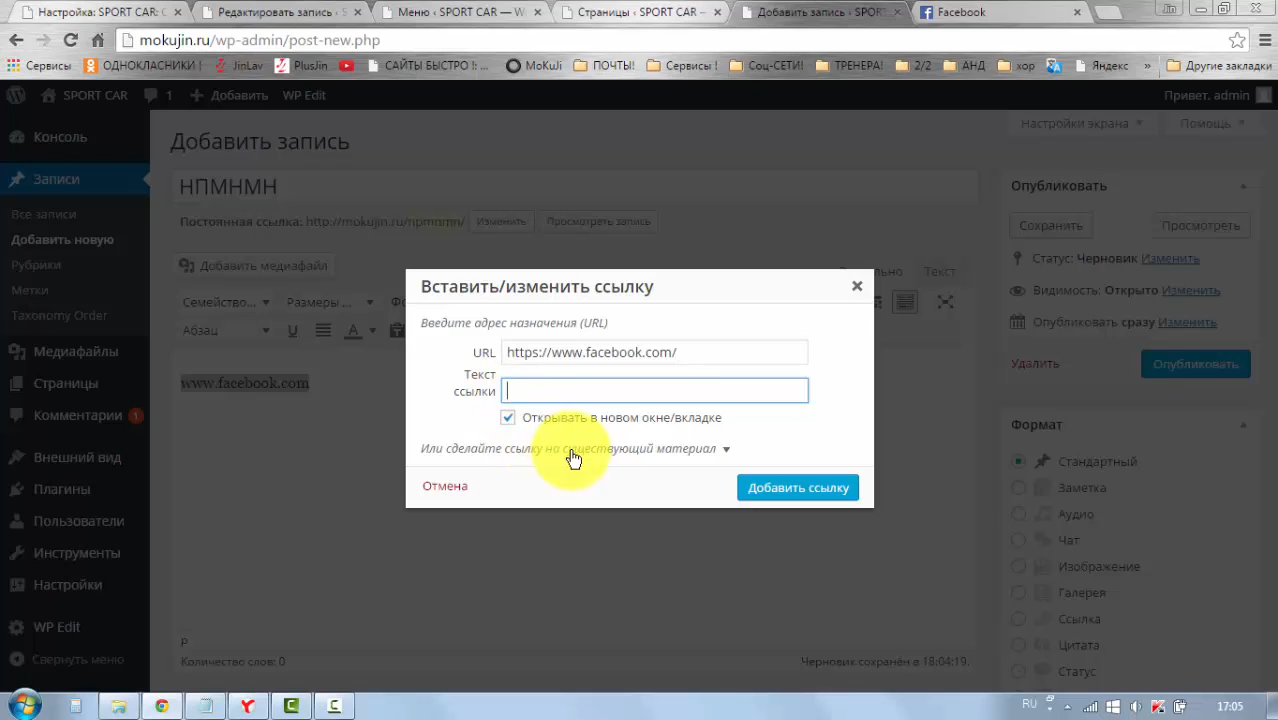 Настройка: SPORT CAR: С
Редактировать запись ‹ S
Меню ‹ SPORT CAR — Wo
Страницы ‹ SPORT CAR —
Добавить запись ‹ SPORT
Facebook
Jin
mokujin.ru/wp-admin/post-new.php
Сервисы
ОДНОКЛАСНИКИ !
JinLav
PlusJin
САЙТЫ БЫСТРО !: ...
MoKuJi
ПОЧТЫ!
Сервисы !
Соц-СЕТИ!
ТРЕНЕРА!
2/2
АНД
хор
Яндекс
»
Другие закладки
SPORT CAR
1
Добавить
WP Edit
Привет, admin
Консоль
Записи
Все записи
Добавить новую
Рубрики
Метки
Taxonomy Order
Медиафайлы
Страницы
Комментарии 1
Внешний вид
Плагины
Пользователи
Инструменты
Настройки
WP Edit
Свернуть меню
Настройки экрана
Помощь
Добавить запись
НПМНМН
Постоянная ссылка: http://mokujin.ru/npmnmn/
Изменить
Просмотреть запись
Добавить медиафайл
Текст
Семейство...
Размеры ...
Абзац
www.facebook.com
P
Количество слов: 0
Черновик сохранён в 18:04:19.
Вставить/изменить ссылку
Введите адрес назначения (URL)
URL
https://www.facebook.com/
Текст
ссылки
Открывать в новом окне/вкладке
Или сделайте ссылку на существующий материал
Отмена
Добавить ссылку
Опубликовать
Сохранить
Просмотреть
Статус: Черновик Изменить
Видимость: Открыто Изменить
Опубликовать сразу Изменить
Удалить
Опубликовать
Формат
Стандартный
Заметка
Аудио
Чат
Изображение
Галерея
Ссылка
Цитата
Статус
RU
17:05